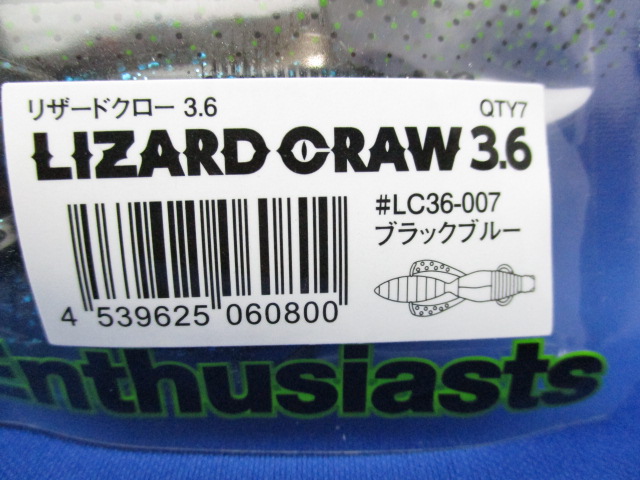 リザードクロー 3.6
QTY7
LIZARD CRAW 3.6
#LC36-007
ブラックブルー
4 539625 060800
Enthusiasts